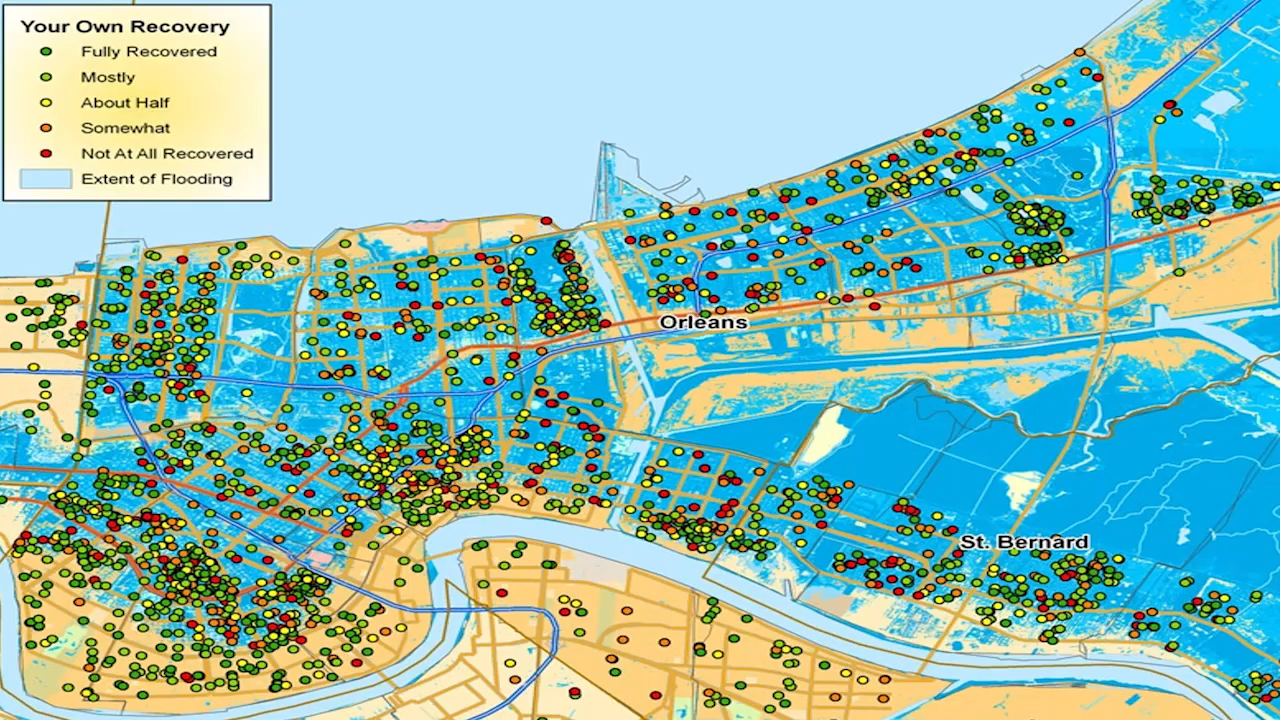 Your Own Recovery
Fully Recovered
Mostly
About Half
Somewhat
Not At All Recovered
Extent of Flooding
Orleans
St. Bernard